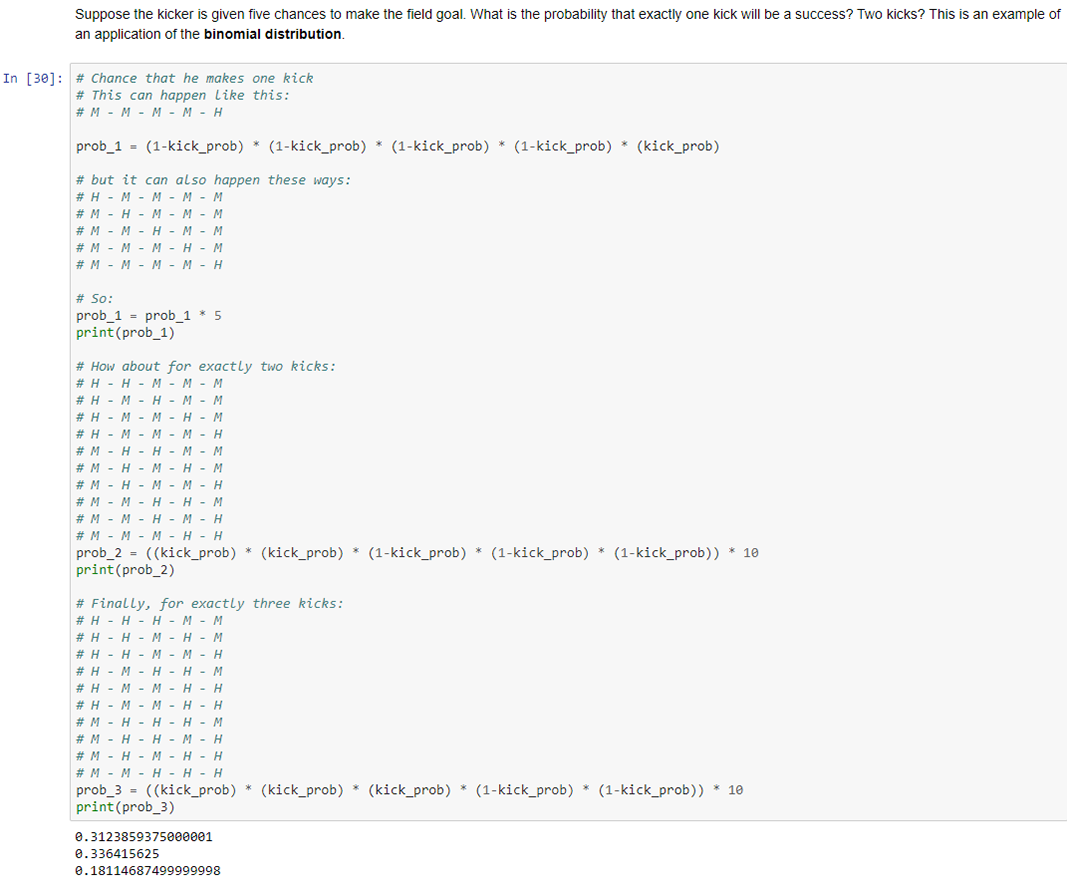 Suppose the kicker is given five chances to make the field goal. What is the probability that exactly one kick will be a success? Two kicks? This is an example of
an application of the binomial distribution.
In [30]: # Chance that he makes one kick
# This can happen like this:
# M - M - M - M - H
prob_1 = (1-kick_prob) * (1-kick_prob) * (1-kick_prob) * (1-kick_prob) * (kick_prob)
# but it can also happen these ways:
# H - M - M - M - M
# M - H - M - M - M
# M - M - H - M - M
# M - M - M - H - M
# M - M - M - M - H
# So:
prob_1 = prob_1 * 5
print(prob_1)
# How about for exactly two kicks:
# H - H - M - M - M
# H - M - H - M - M
# H - M - M - H - M
# H - M - M - M - H
# M - H - H - M - M
# M - H - M - H - M
# M - H - M - M - H
# M - M - H - H - M
# M - M - H - M - H
# M - M - M - H - H
prob_2 = ((kick_prob) * (kick_prob) * (1-kick_prob) * (1-kick_prob) * (1-kick_prob)) * 10
print(prob_2)
# Finally, for exactly three kicks:
# H - H - H - M - M
# H - H - M - H - M
# H - H - M - M - H
# H - M - H - H - M
# H - M - M - H - H
# H - M - M - H - H
# M - H - H - H - M
# M - H - H - M - H
# M - H - M - H - H
# M - M - H - H - H
prob_3 = ((kick_prob) * (kick_prob) * (kick_prob) * (1-kick_prob) * (1-kick_prob)) * 10
print(prob_3)
0.3123859375000001
0.336415625
0.18114687499999998